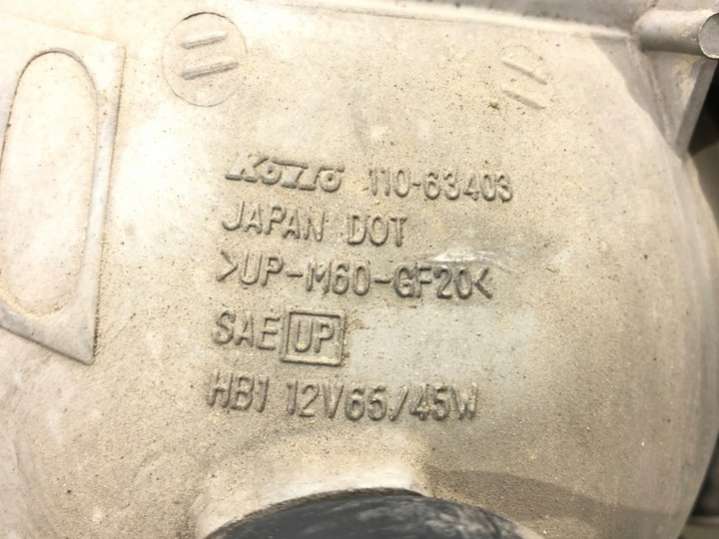 KOITO 110-63403
JAPAN DOT
>UP-M60-GF20<
SAE UP
HB1 12V65/45W